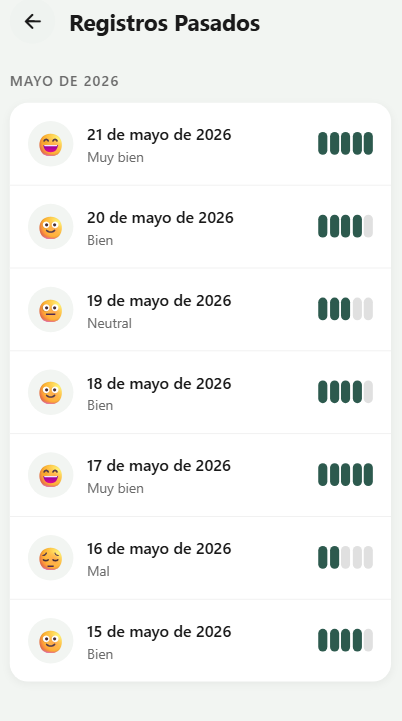 Registros Pasados
MAYO DE 2026
21 de mayo de 2026
Muy bien
20 de mayo de 2026
Bien
19 de mayo de 2026
Neutral
18 de mayo de 2026
Bien
17 de mayo de 2026
Muy bien
16 de mayo de 2026
Mal
15 de mayo de 2026
Bien